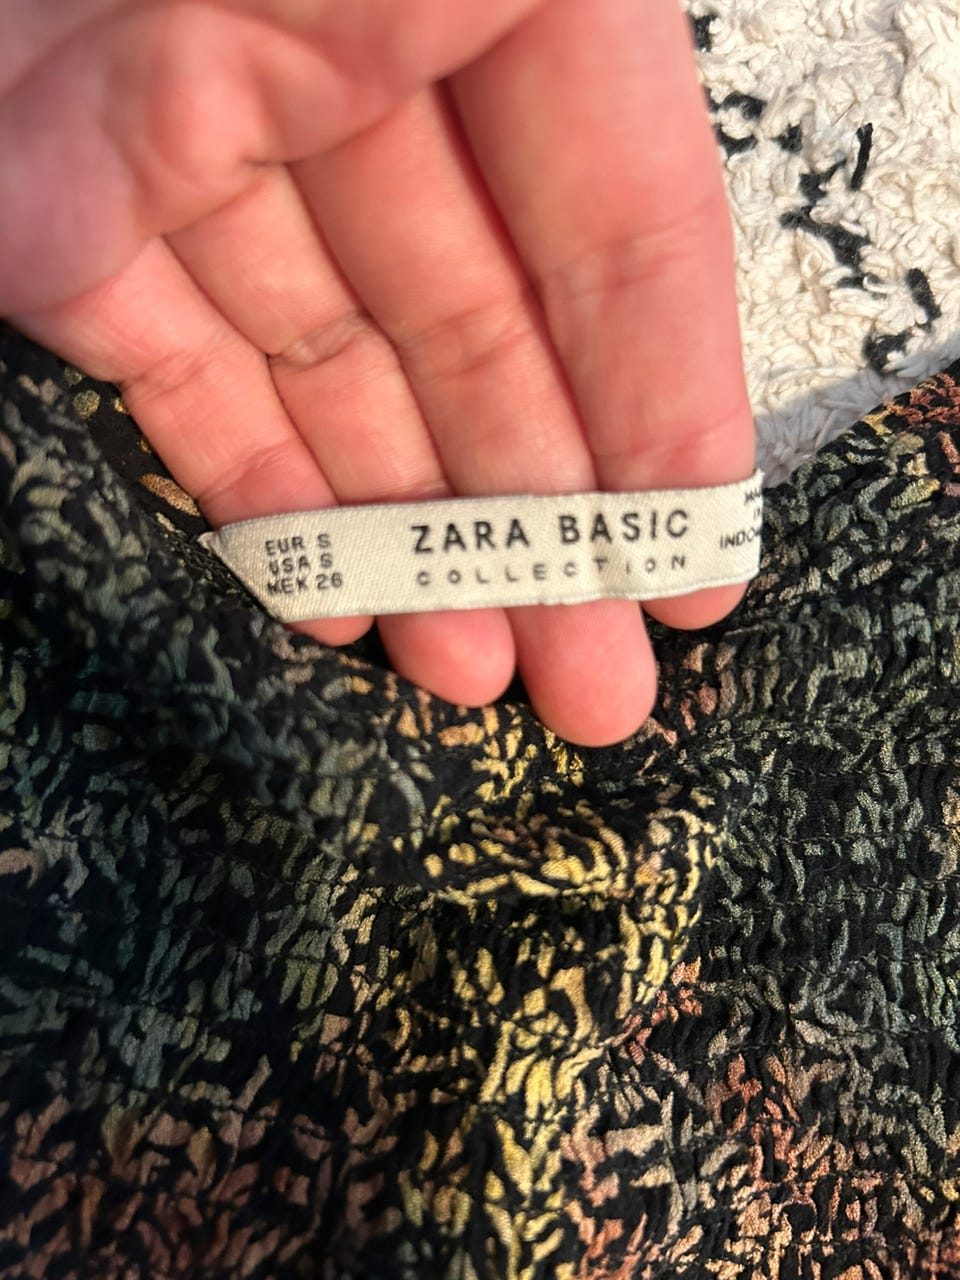 EUR S
USA S
MEX 26
ZARA BASIC
COLLECTION